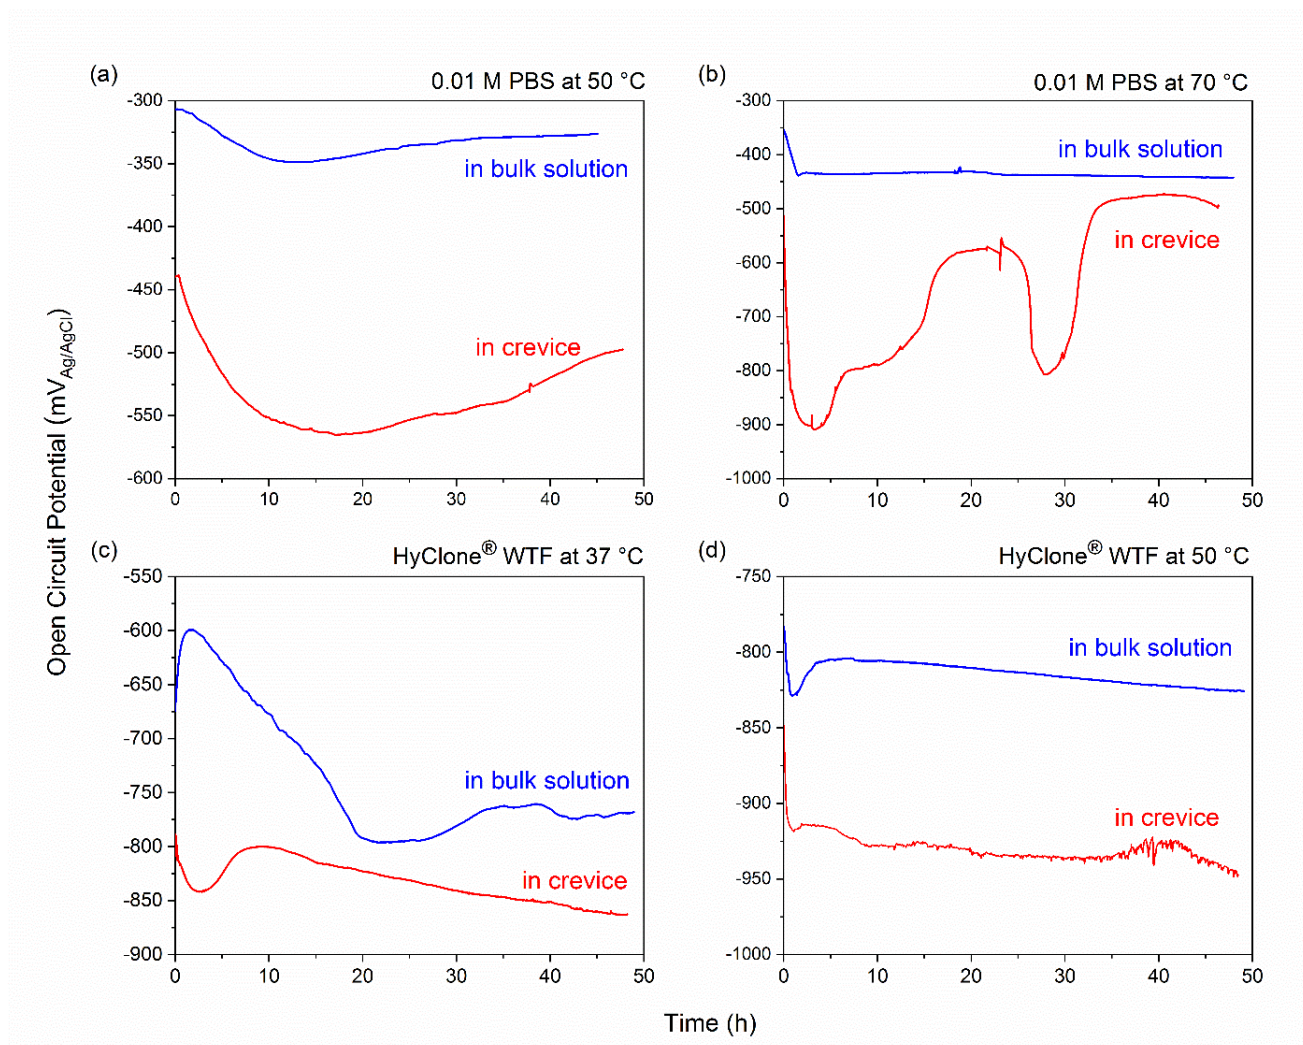 (a)
0.01 M PBS at 50 °C
-300
-350
-400
-450
-500
-550
-600
in bulk solution
in crevice
0 10 20 30 40 50
(b)
0.01 M PBS at 70 °C
-300
-400
-500
-600
-700
-800
-900
-1000
in bulk solution
in crevice
0 10 20 30 40 50
Open Circuit Potential (mV_Ag/AgCl)
(c)
HyClone® WTF at 37 °C
-550
-600
-650
-700
-750
-800
-850
-900
in bulk solution
in crevice
0 10 20 30 40 50
(d)
HyClone® WTF at 50 °C
-750
-800
-850
-900
-950
-1000
in bulk solution
in crevice
0 10 20 30 40 50
Time (h)